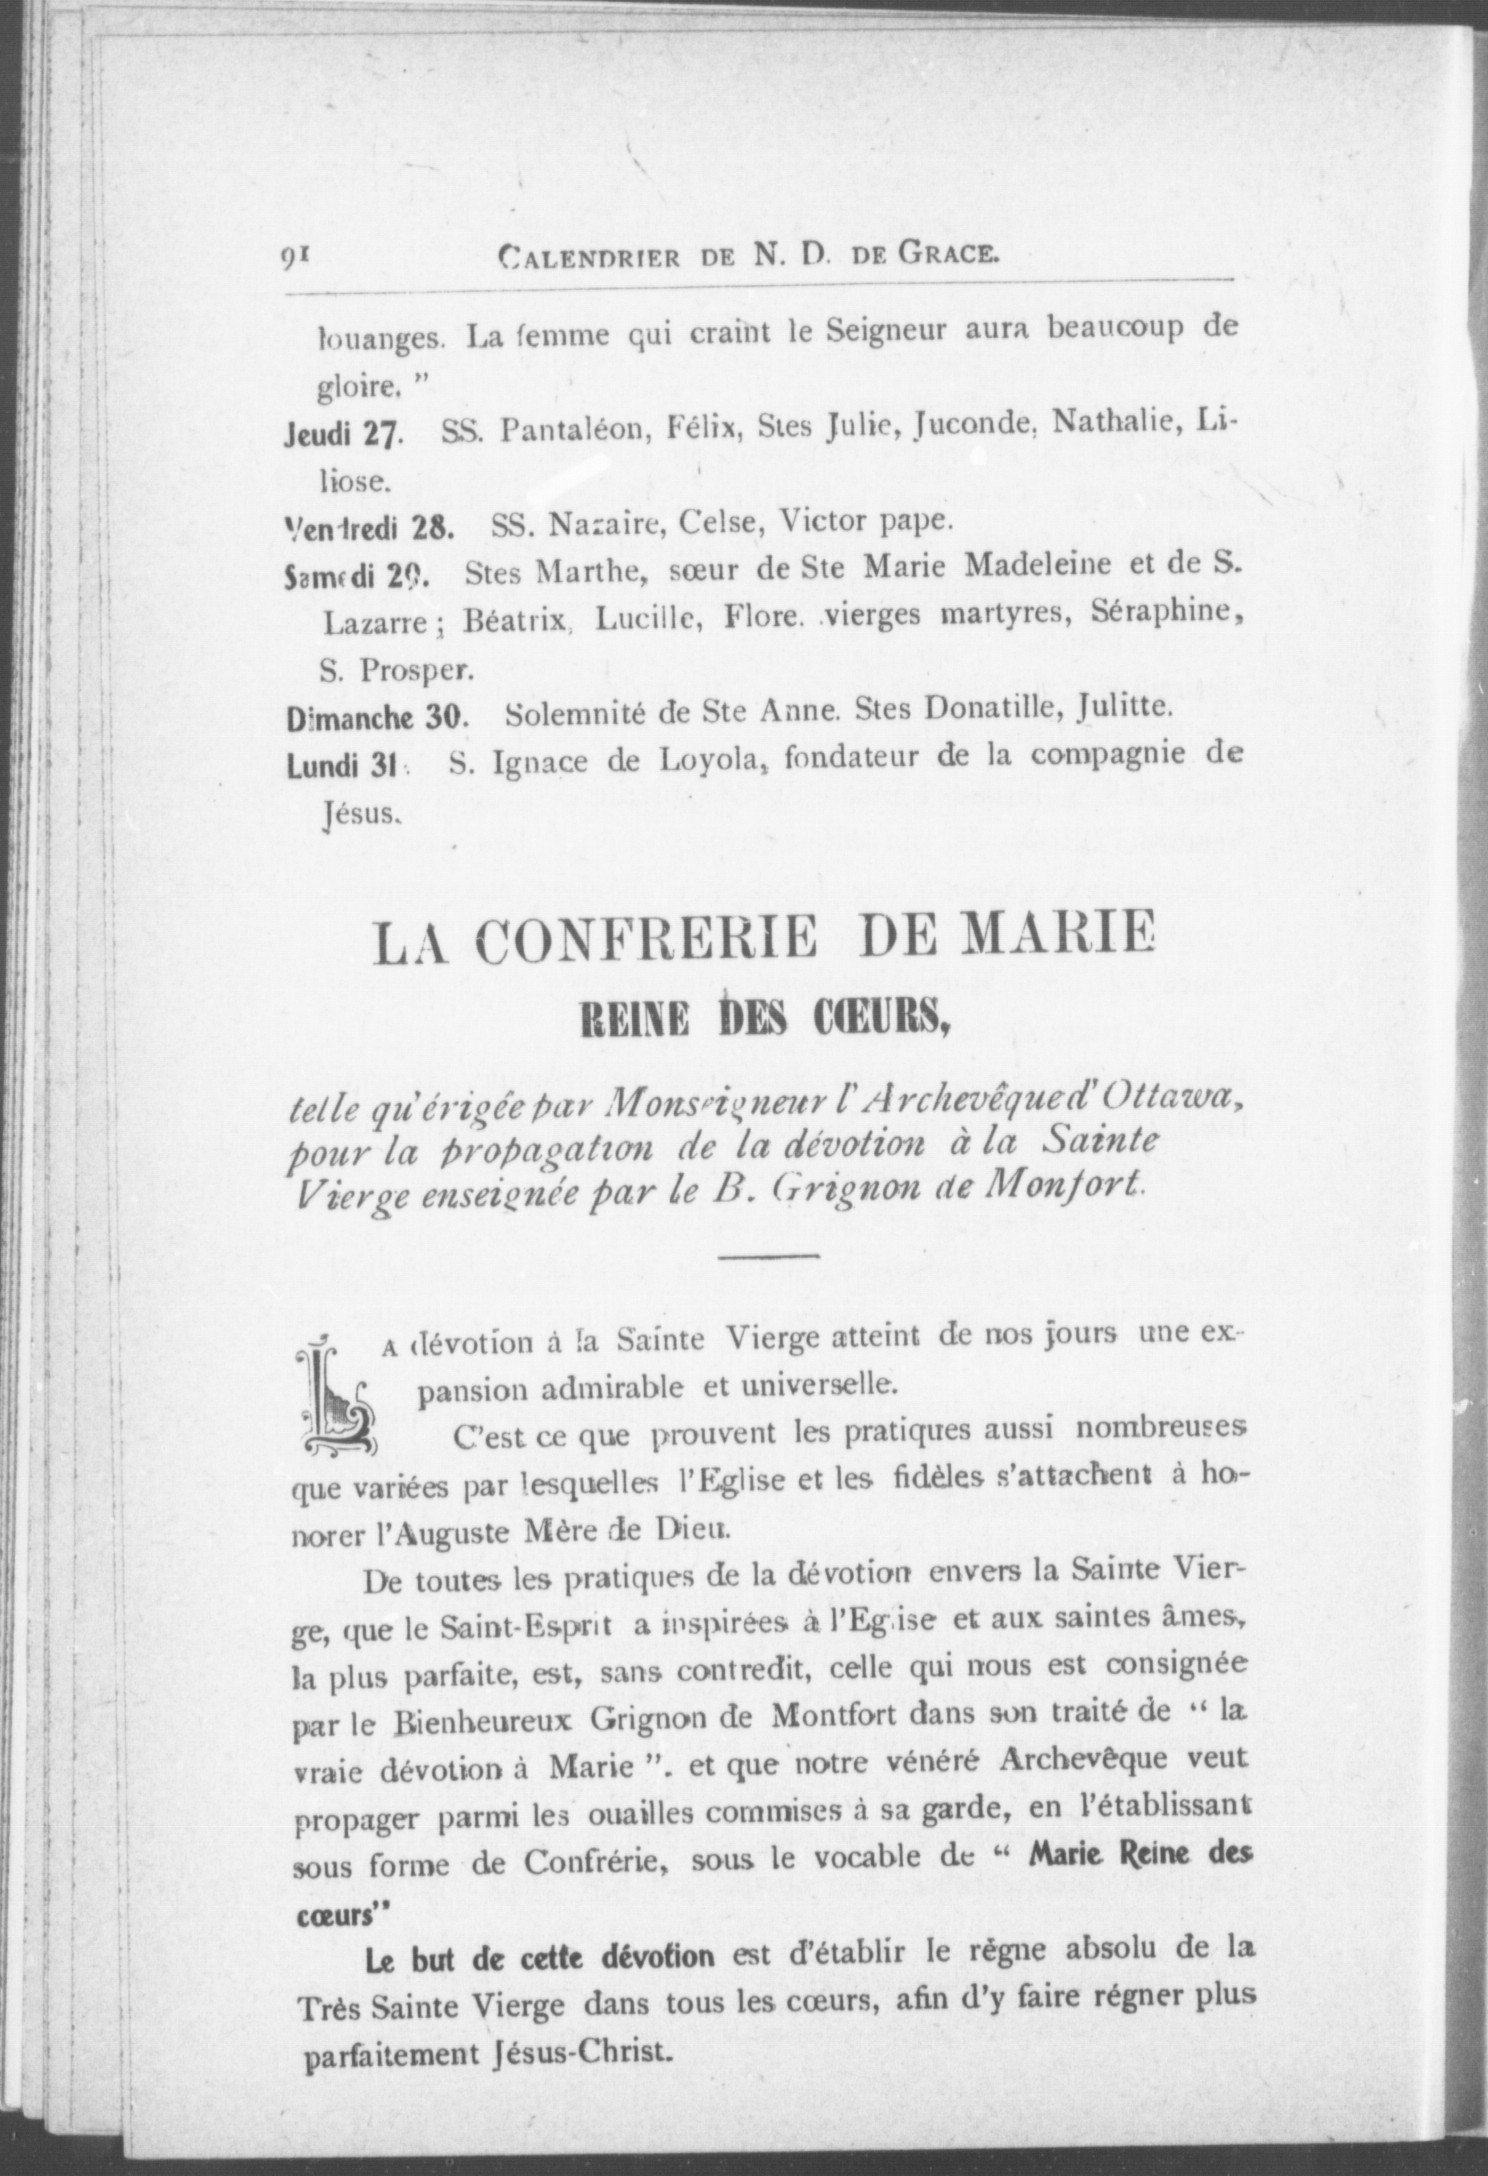 91 CALENDRIER DE N. D. DE GRACE.
louanges. La femme qui craint le Seigneur aura beaucoup de
gloire. ”
Jeudi 27. SS. Pantaléon, Félix, Stes Julie, Juconde, Nathalie, Li-
liose.
Vendredi 28. SS. Nazaire, Celse, Victor pape.
Samedi 29. Stes Marthe, sœur de Ste Marie Madeleine et de S.
Lazarre ; Béatrix, Lucille, Flore. vierges martyres, Séraphine,
S. Prosper.
Dimanche 30. Solemnité de Ste Anne. Stes Donatille, Julitte.
Lundi 31. S. Ignace de Loyola, fondateur de la compagnie de
Jésus.
LA CONFRERIE DE MARIE
REINE DES CŒURS,
telle qu'érigée par Monseigneur l'Archevêque d'Ottawa,
pour la propagation de la dévotion à la Sainte
Vierge enseignée par le B. Grignon de Monfort.
LA dévotion à la Sainte Vierge atteint de nos jours une ex-
pansion admirable et universelle.
C'est ce que prouvent les pratiques aussi nombreuses
que variées par lesquelles l'Eglise et les fidèles s'attachent à ho-
norer l'Auguste Mère de Dieu.
De toutes les pratiques de la dévotion envers la Sainte Vier-
ge, que le Saint-Esprit a inspirées à l'Eglise et aux saintes âmes,
la plus parfaite, est, sans contredit, celle qui nous est consignée
par le Bienheureux Grignon de Montfort dans son traité de “ la
vraie dévotion à Marie ”. et que notre vénéré Archevêque veut
propager parmi les ouailles commises à sa garde, en l'établissant
sous forme de Confrérie, sous le vocable de “ Marie Reine des
cœurs”
Le but de cette dévotion est d'établir le règne absolu de la
Très Sainte Vierge dans tous les cœurs, afin d'y faire régner plus
parfaitement Jésus-Christ.